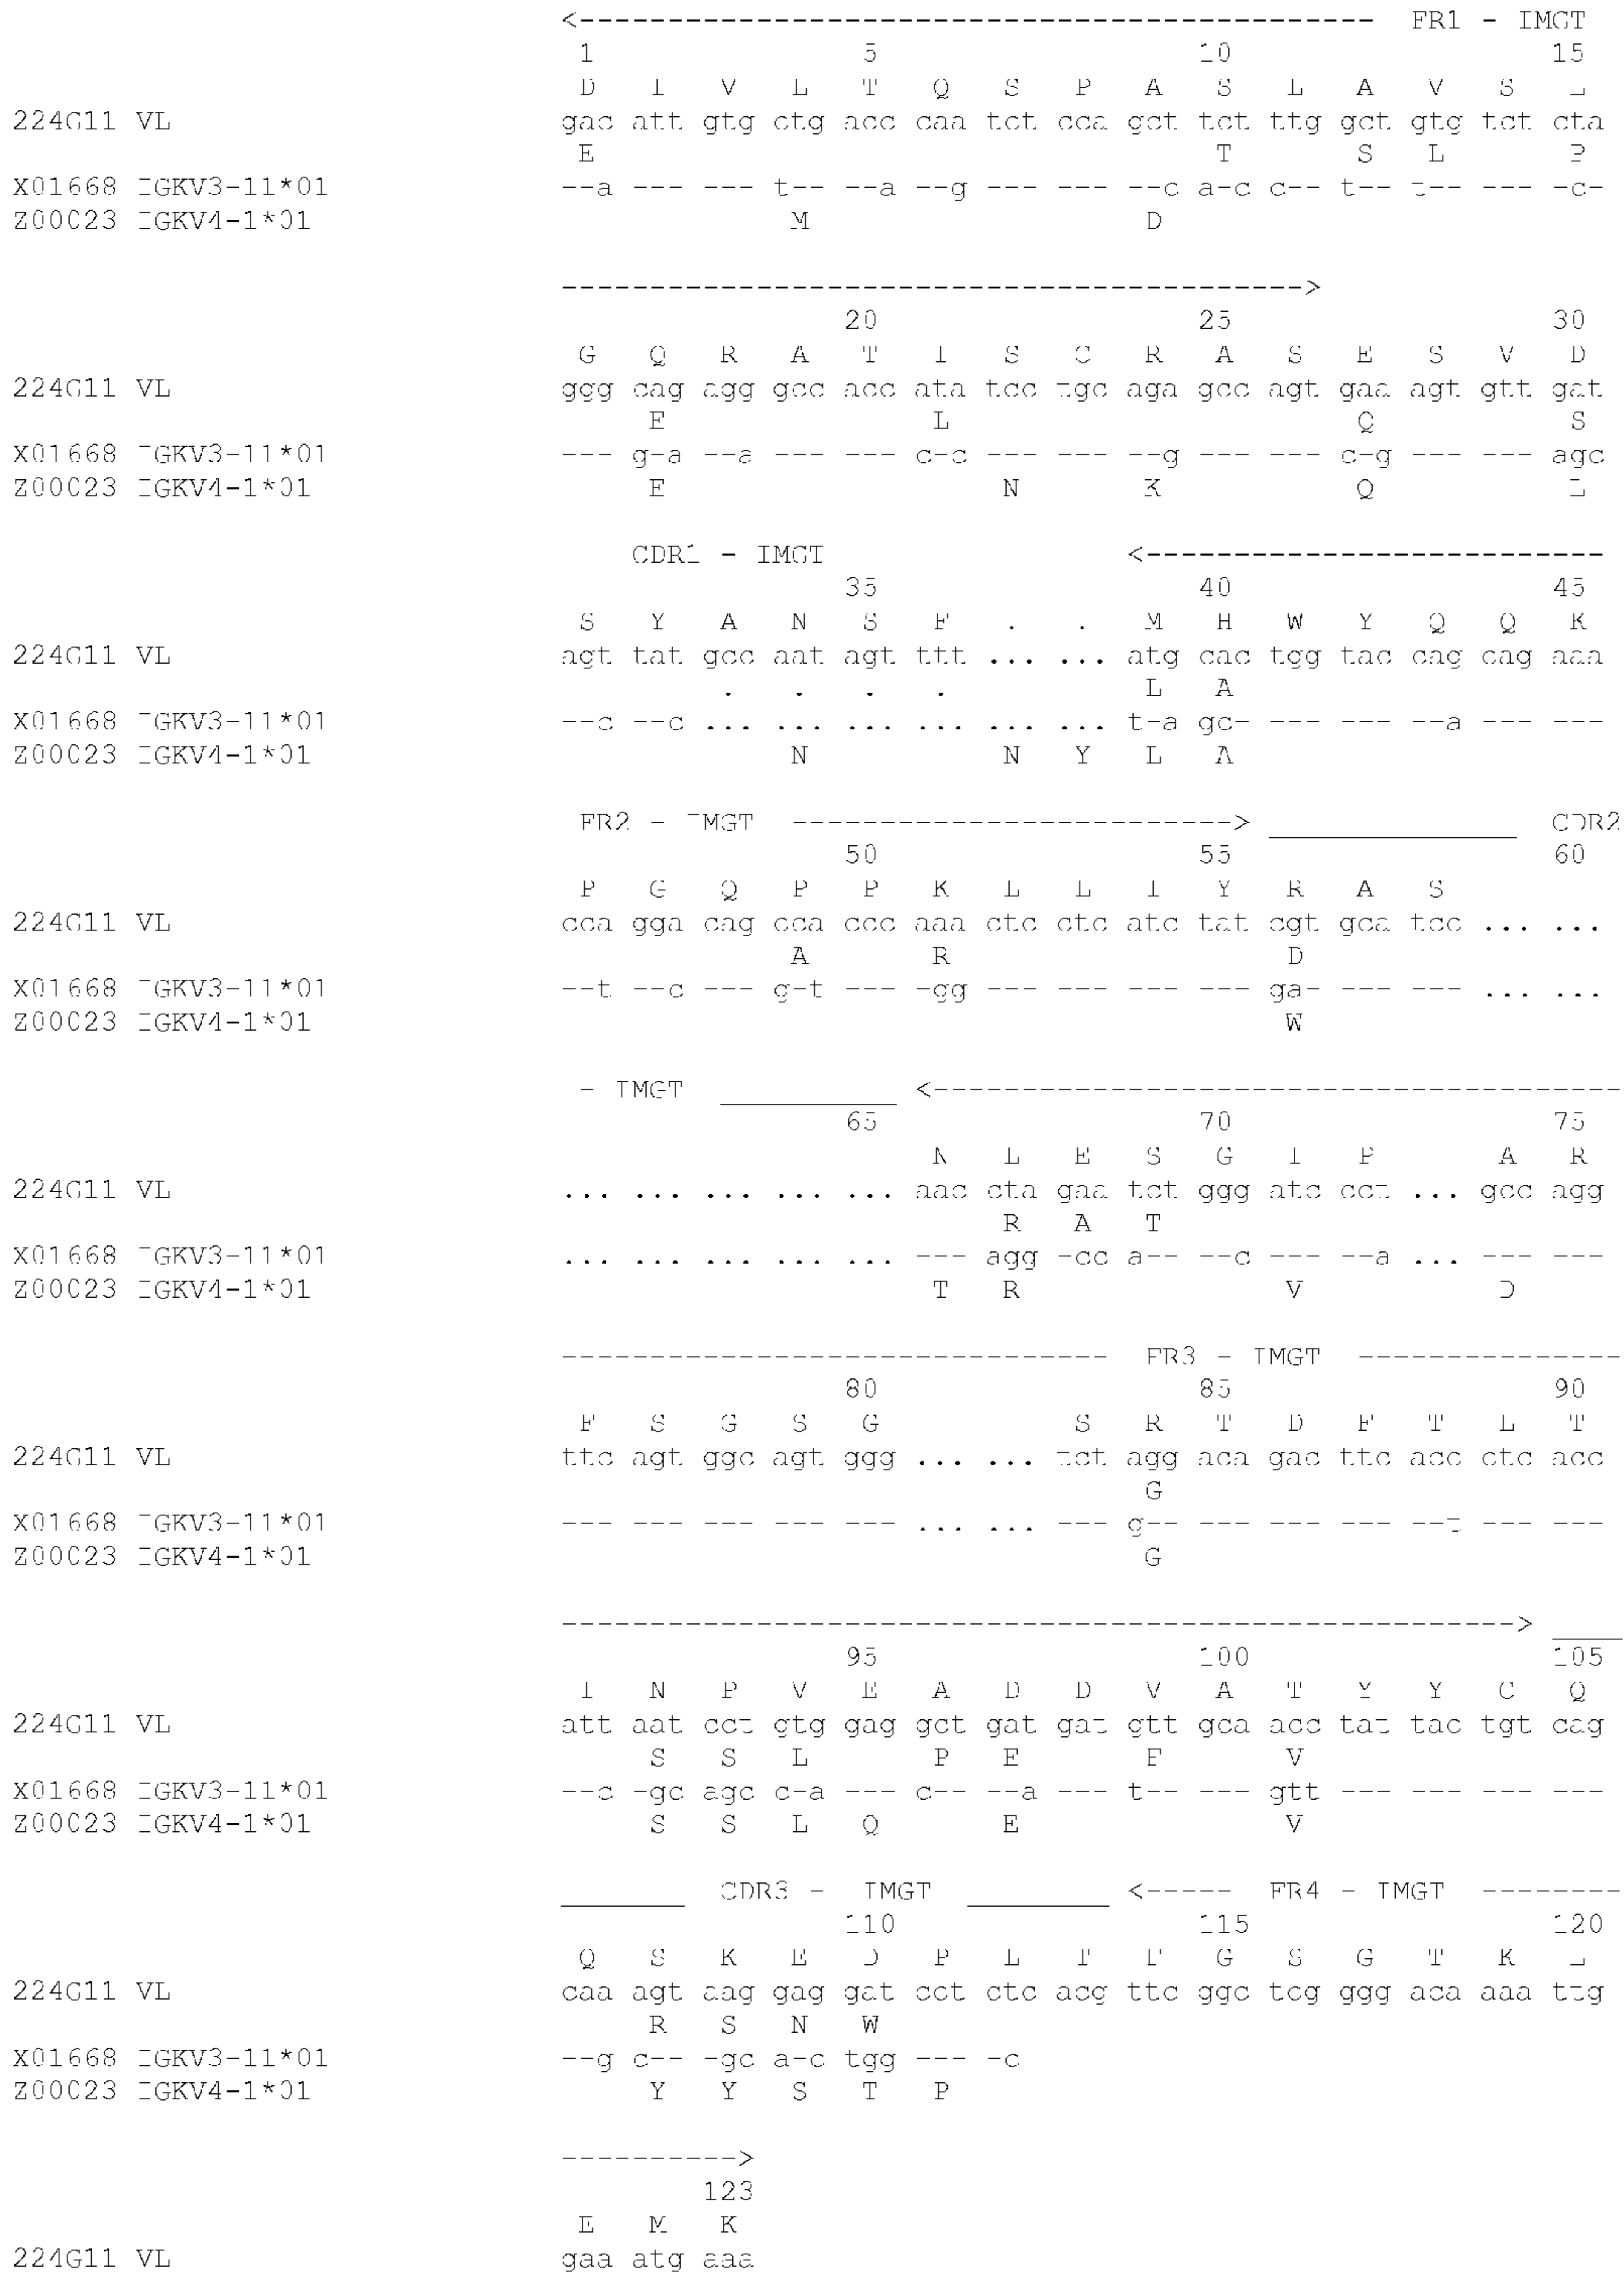 <--------------------------------------------- FR1 - IMGT
1 5 10 15
D I V L T Q S P A S L A V S L
224G11 VL gac att gtg ctg acc caa tct cca gct tct ttg gct gtg tct cta
E T S L P
X01668 IGKV3-11*01 --a --- --- t-- --a --g --- --- --c a-c c-- t-- t-- --- -c-
Z00023 IGKV4-1*01 M D
------------------------------------------>
20 25 30
G Q R A T I S C R A S E S V D
224G11 VL ggg cag agg gcc acc ata tcc tgc aga gcc agt gaa agt gtt gat
E L Q S
X01668 IGKV3-11*01 --- g-a --a --- --- c-c --- --- --g --- --- c-g --- --- agc
Z00023 IGKV4-1*01 E N K Q L
CDR1 - IMGT <--------------------------
35 40 45
S Y A N S F . . M H W Y Q Q K
224G11 VL agt tat gcc aat agt ttt ... ... atg cac tgg tac cag cag aaa
. . . . L A
X01668 IGKV3-11*01 --c --c ... ... ... ... ... ... t-a gc- --- --- --a --- ---
Z00023 IGKV4-1*01 N N Y L A
FR2 - IMGT -------------------------> ______________ CDR2
50 55 60
P G Q P P K L L I Y R A S
224G11 VL cca gga cag cca ccc aaa ctc ctc atc tat cgt gca tcc ... ...
A R D
X01668 IGKV3-11*01 --t --c --- g-t --- -gg --- --- --- --- ga- --- --- ... ...
Z00023 IGKV4-1*01 W
- IMGT __________ <---------------------------------------
65 70 75
N L E S G I P A R
224G11 VL ... ... ... ... ... aac cta gaa tct ggg atc cct ... gcc agg
R A T
X01668 IGKV3-11*01 ... ... ... ... ... --- agg -cc a-- --c --- --a ... --- ---
Z00023 IGKV4-1*01 T R V D
------------------------------- FR3 - IMGT ---------------
80 85 90
F S G S G S R T D F T L T
224G11 VL ttc agt ggc agt ggg ... ... tct agg aca gac ttc acc ctc acc
G
X01668 IGKV3-11*01 --- --- --- --- --- ... ... --- g-- --- --- --- --t --- ---
Z00023 IGKV4-1*01 G
------------------------------------------------------> ____
95 100 105
I N P V E A D D V A T Y Y C Q
224G11 VL att aat cct gtg gag gct gat gat gtt gca acc tat tac tgt cag
S S L P E F V
X01668 IGKV3-11*01 --c -gc agc c-a --- c-- --a --- t-- --- gtt --- --- --- ---
Z00023 IGKV4-1*01 S S L Q E V
_______ CDR3 - IMGT ________ <----- FR4 - IMGT --------
110 115 120
Q S K E D P L T F G S G T K L
224G11 VL caa agt aag gag gat cct ctc acg ttc ggc tcg ggg aca aaa ttg
R S N W
X01668 IGKV3-11*01 --g c-- -gc a-c tgg --- -c
Z00023 IGKV4-1*01 Y Y S T P
---------->
123
E M K
224G11 VL gaa atg aaa